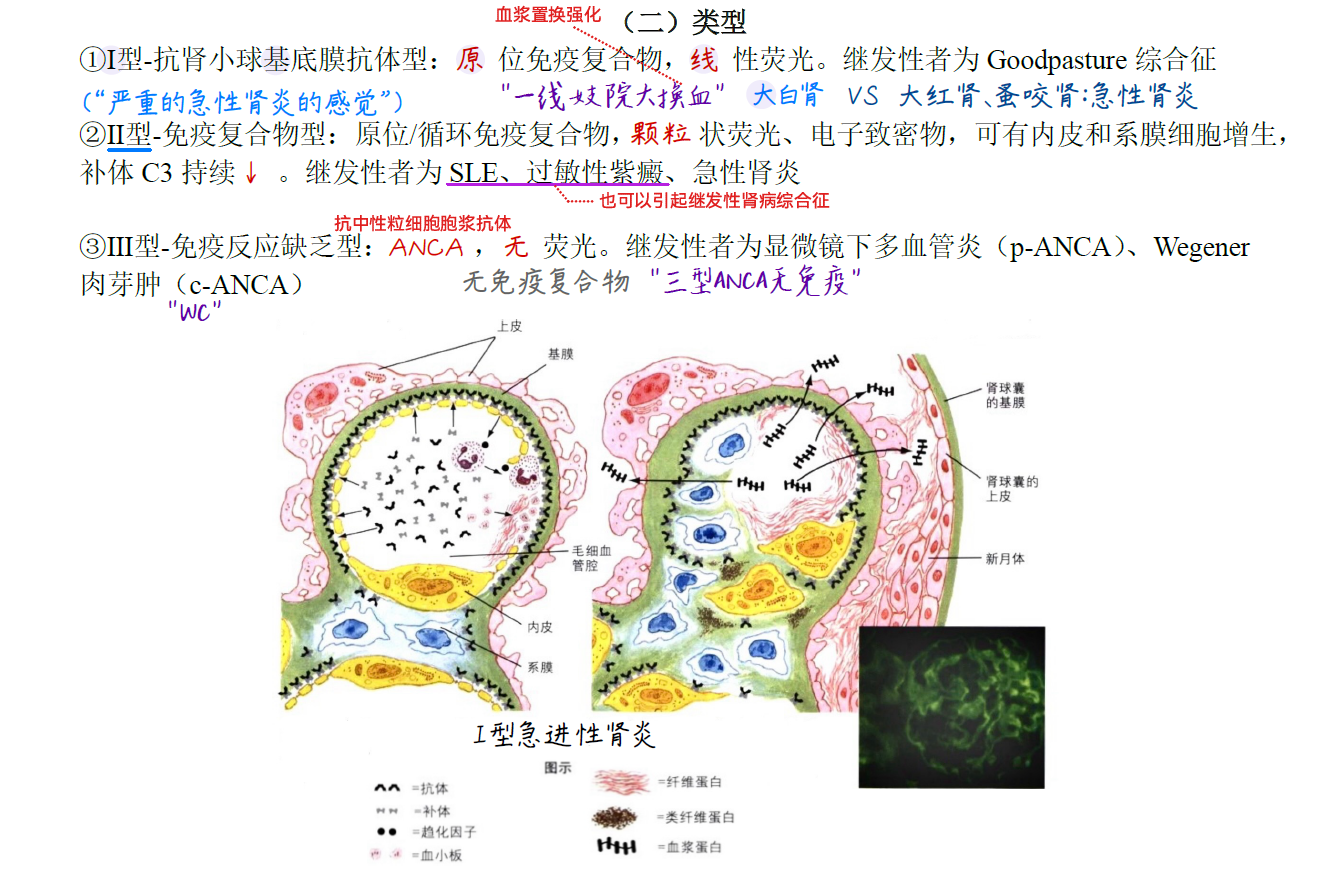 血浆置换强化
（二）类型
①I型-抗肾小球基底膜抗体型：原 位免疫复合物，线 性荧光。继发性者为 Goodpasture 综合征
(“严重的急性肾炎的感觉”) "一线妓院大换血" 大白肾 VS 大红肾、蚤咬肾:急性肾炎
②II型-免疫复合物型：原位/循环免疫复合物，颗粒 状荧光、电子致密物，可有内皮和系膜细胞增生，
补体 C3 持续↓ 。继发性者为 SLE、过敏性紫癜、急性肾炎
也可以引起继发性肾病综合征
抗中性粒细胞胞浆抗体
③III型-免疫反应缺乏型：ANCA ，无 荧光。继发性者为显微镜下多血管炎（p-ANCA）、Wegener
肉芽肿（c-ANCA） 无免疫复合物 "三型ANCA无免疫"
"WC"
上皮
基膜
肾球囊
的基膜
肾球囊的
上皮
毛细血
管腔
新月体
内皮
系膜
I型急进性肾炎
图示
=抗体
=补体
=趋化因子
=血小板
=纤维蛋白
=类纤维蛋白
=血浆蛋白